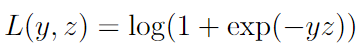 L(y, z) = log(1 + exp(−yz))